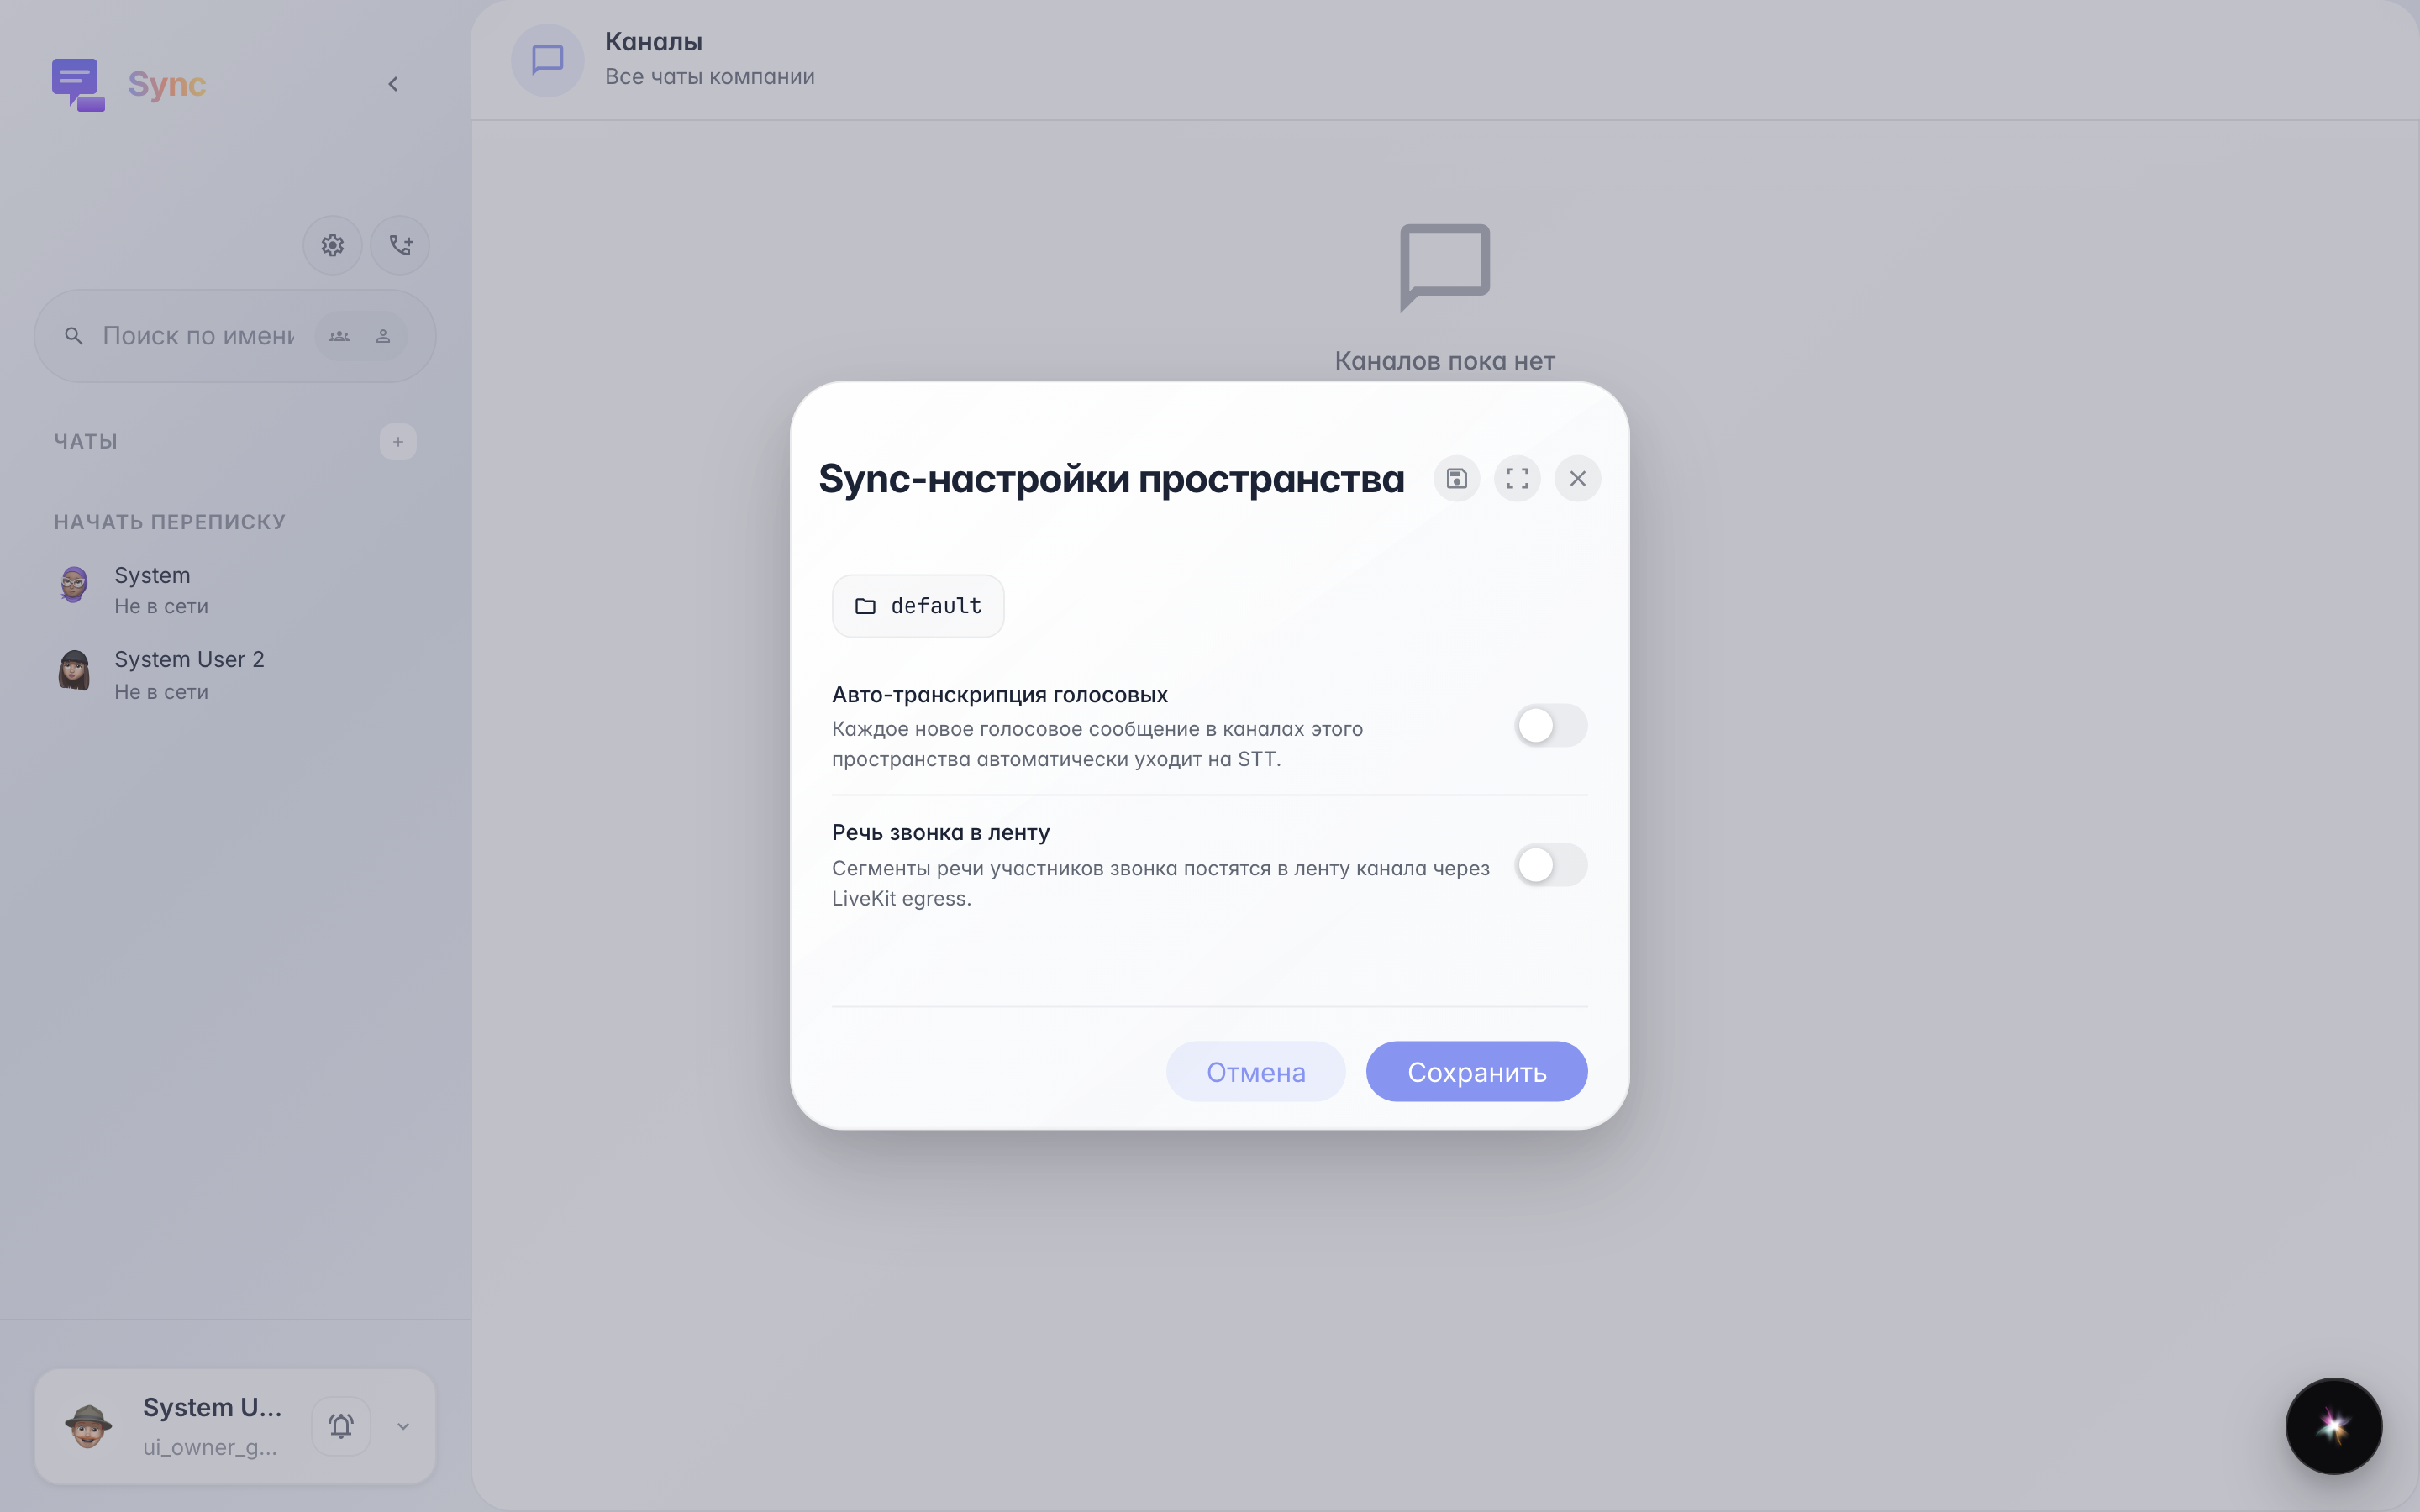 Sync
Поиск по имени
ЧАТЫ
НАЧАТЬ ПЕРЕПИСКУ
System
Не в сети
System User 2
Не в сети
System U...
ui_owner_g...
Каналы
Все чаты компании
Каналов пока нет
Sync-настройки пространства
default
Авто-транскрипция голосовых
Каждое новое голосовое сообщение в каналах этого
пространства автоматически уходит на STT.
Речь звонка в ленту
Сегменты речи участников звонка постятся в ленту канала через
LiveKit egress.
Отмена
Сохранить